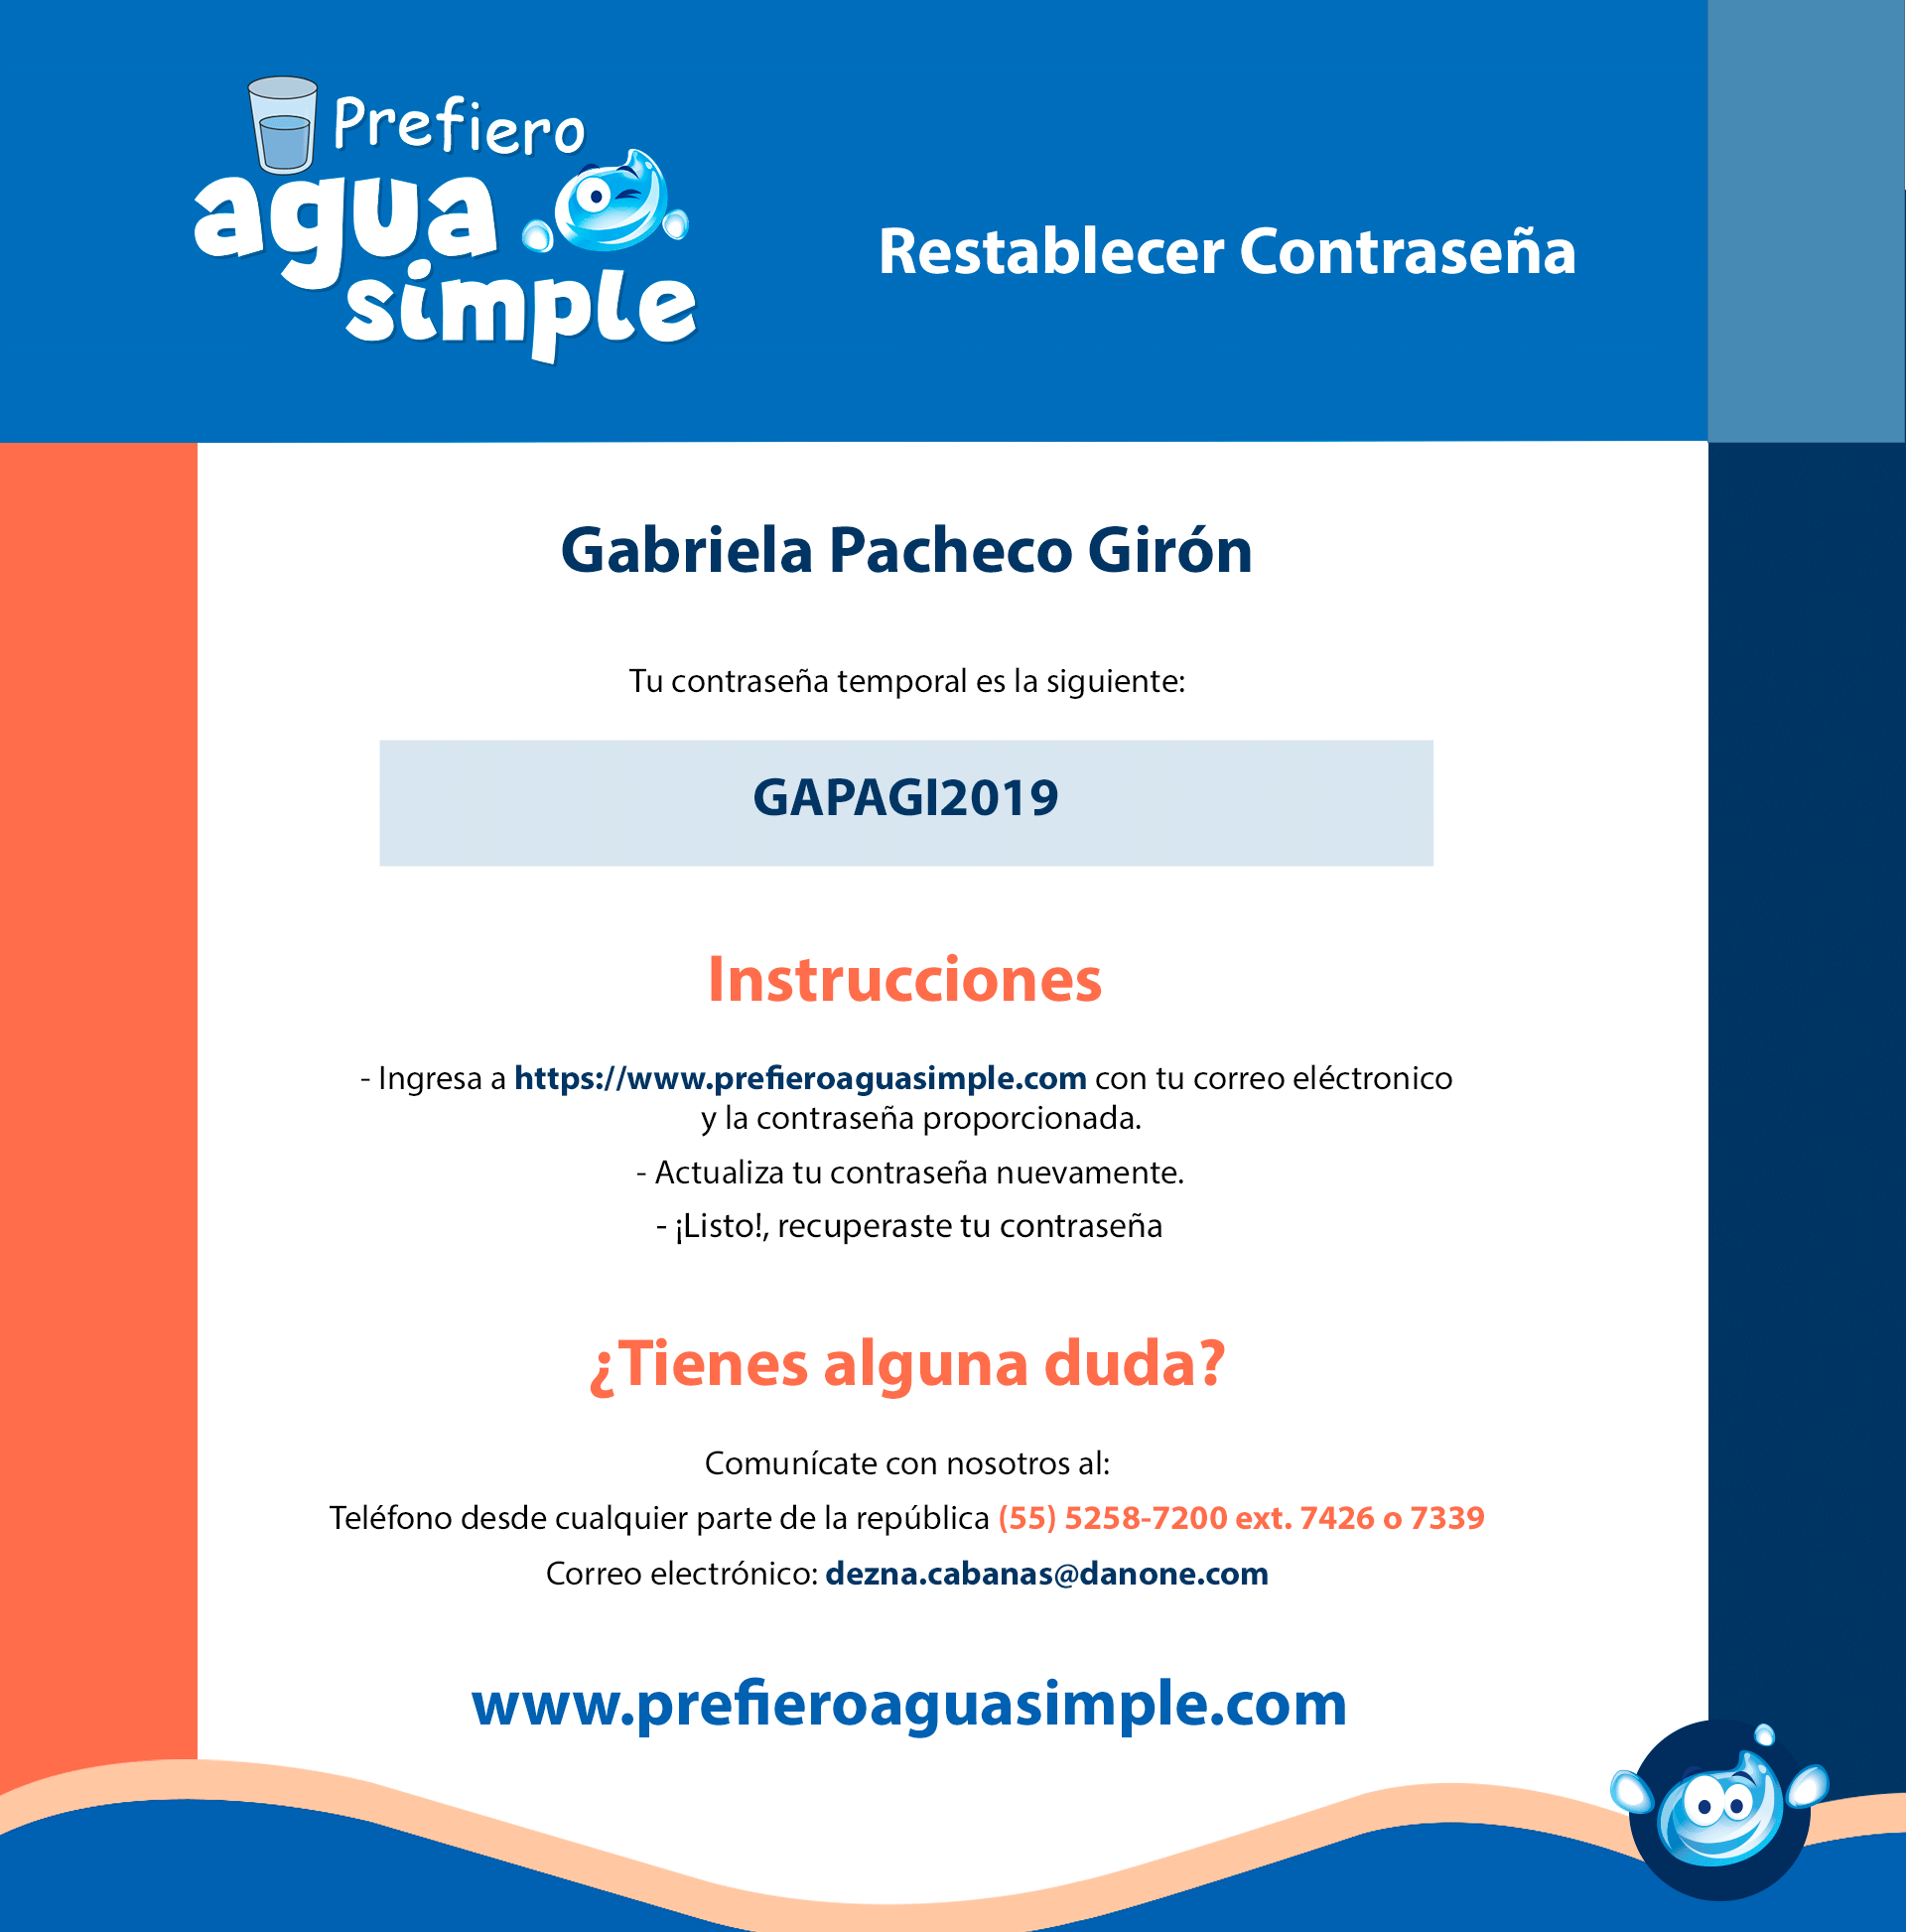 Prefiero
agua
simple
Restablecer Contraseña
Gabriela Pacheco Girón
Tu contraseña temporal es la siguiente:
GAPAGI2019
Instrucciones
- Ingresa a https://www.prefieroaguasimple.com con tu correo eléctronico
y la contraseña proporcionada.
- Actualiza tu contraseña nuevamente.
- ¡Listo!, recuperaste tu contraseña
¿Tienes alguna duda?
Comunícate con nosotros al:
Teléfono desde cualquier parte de la república (55) 5258-7200 ext. 7426 o 7339
Correo electrónico: dezna.cabanas@danone.com
www.prefieroaguasimple.com